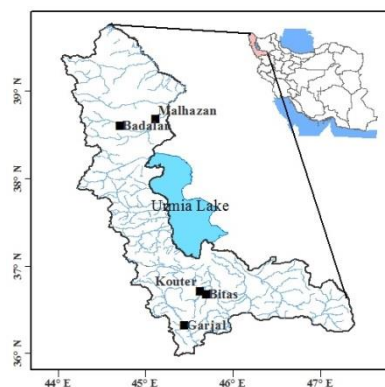 39°N
38°N
37°N
36°N
Malhazan
Badalan
Urmia Lake
Kouter
Bitas
Garjal
44° E
45° E
46° E
47° E